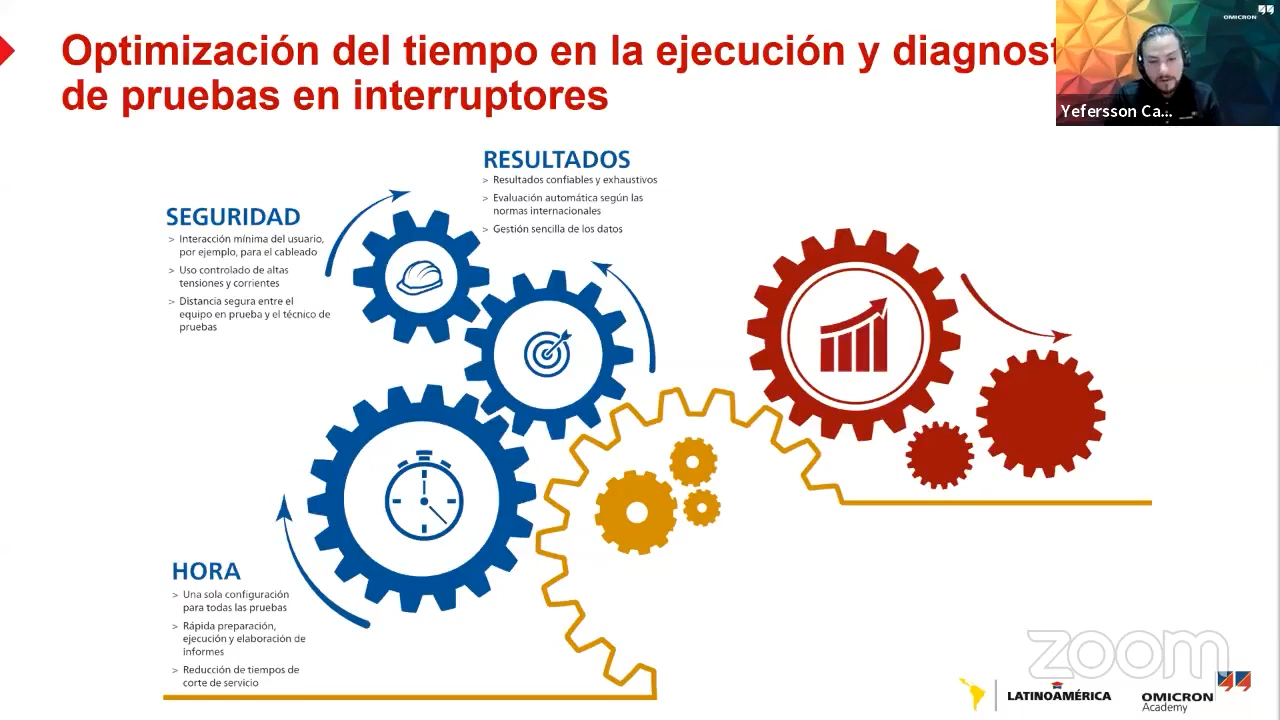 Optimización del tiempo en la ejecución y diagnost
de pruebas en interruptores
OMICRON
Yefersson Ca...
RESULTADOS
> Resultados confiables y exhaustivos
> Evaluación automática según las
normas internacionales
> Gestión sencilla de los datos
SEGURIDAD
> Interacción mínima del usuario,
por ejemplo, para el cableado
> Uso controlado de altas
tensiones y corrientes
> Distancia segura entre el
equipo en prueba y el técnico de
pruebas
HORA
> Una sola configuración
para todas las pruebas
> Rápida preparación,
ejecución y elaboración de
informes
> Reducción de tiempos de
corte de servicio
zoom
LATINOAMÉRICA
OMICRON
Academy